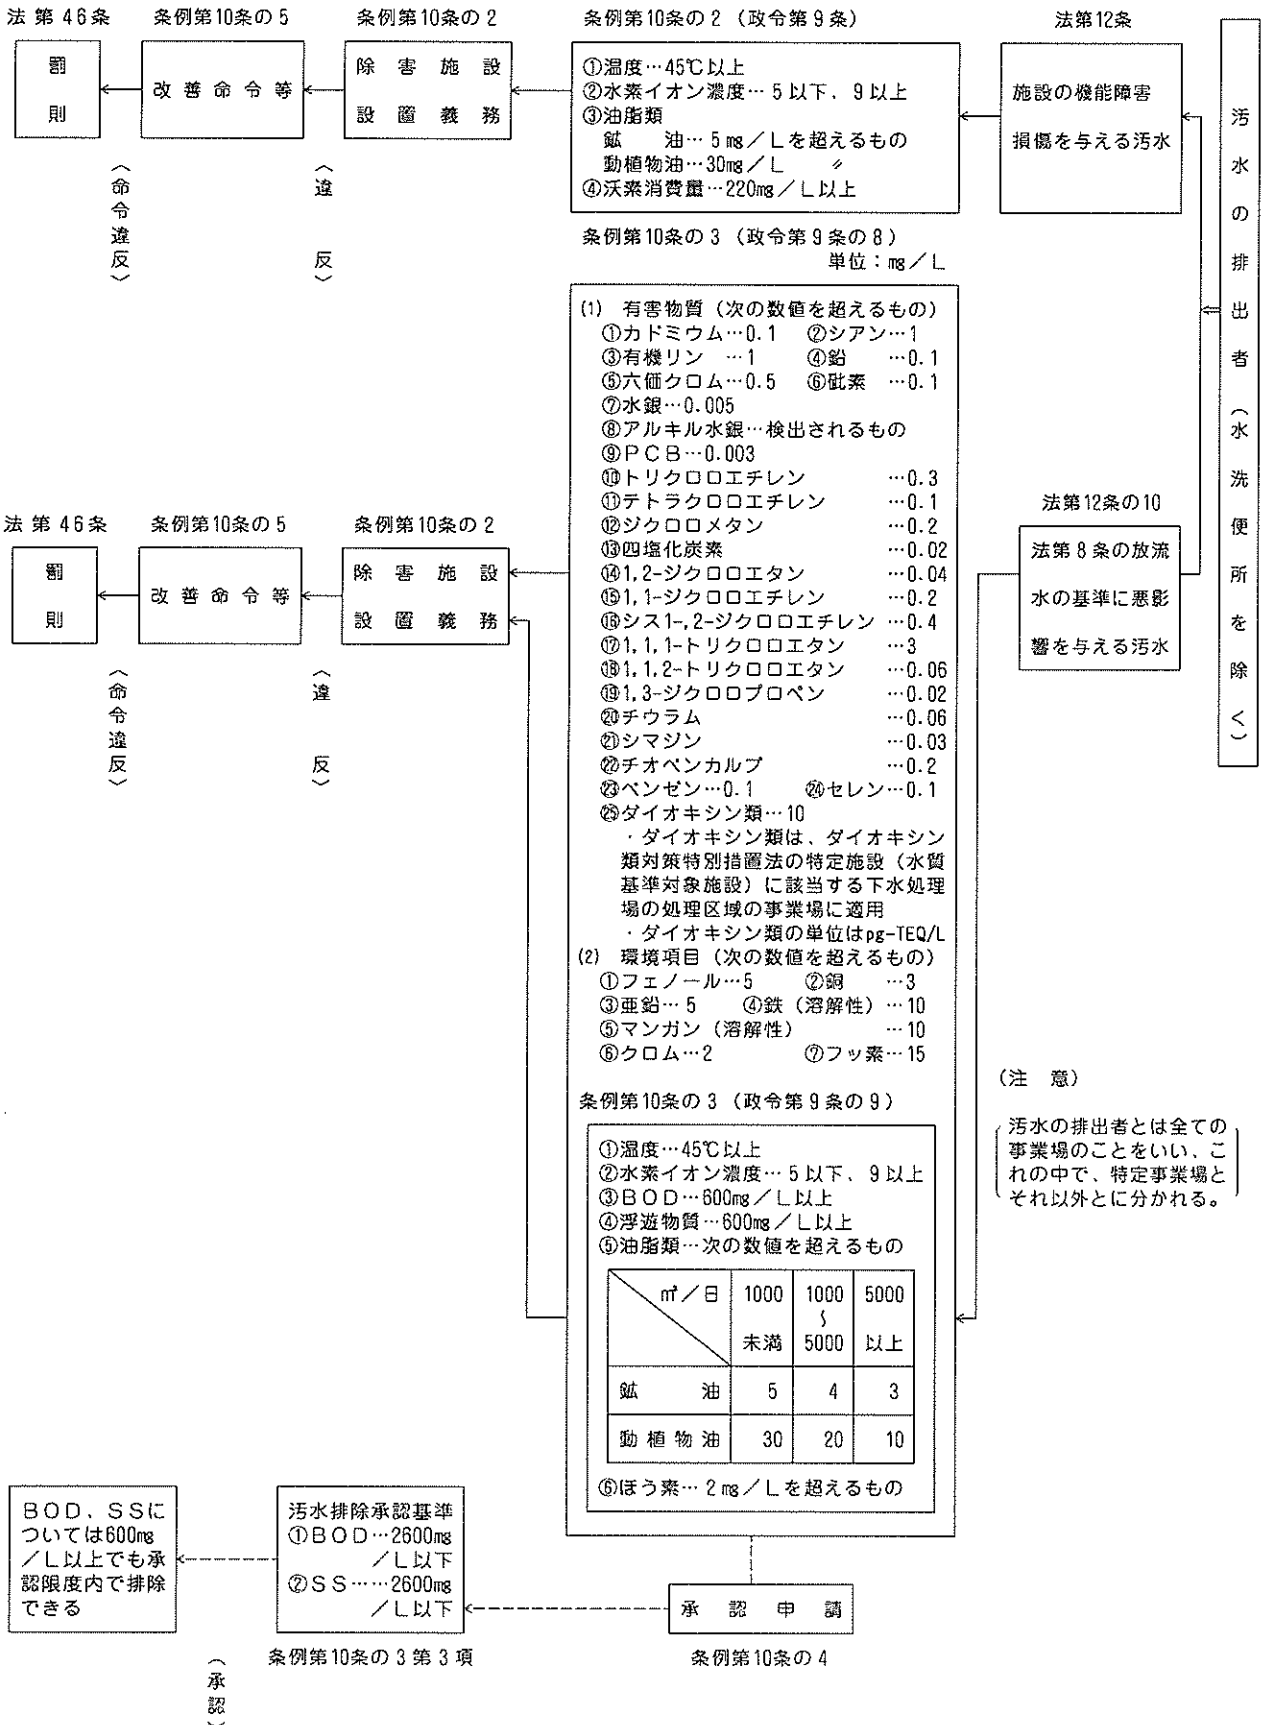 法第46条
条例第10条の5
条例第10条の2
条例第10条の2（政令第9条）
法第12条
罰
則
改善命令等
除害施設
設置義務
①温度…45℃以上
②水素イオン濃度…5以下、9以上
③油脂類
鉱　油…5㎎／Lを超えるもの
動植物油…30㎎／L　〃
④沃素消費量…220㎎／L以上
施設の機能障害
損傷を与える汚水
汚水の排出者（水洗便所を除く）
（命令違反）
（違　反）
条例第10条の3（政令第9条の8）
単位：㎎／L
(1)　有害物質（次の数値を超えるもの）
①カドミウム…0.1　②シアン…1
③有機リン　…1　④鉛　…0.1
⑤六価クロム…0.5　⑥砒素　…0.1
⑦水銀…0.005
⑧アルキル水銀…検出されるもの
⑨PCB…0.003
⑩トリクロロエチレン　…0.3
⑪テトラクロロエチレン　…0.1
⑫ジクロロメタン　…0.2
⑬四塩化炭素　…0.02
⑭1,2-ジクロロエタン　…0.04
⑮1,1-ジクロロエチレン　…0.2
⑯シス1-,2-ジクロロエチレン　…0.4
⑰1,1,1-トリクロロエタン　…3
⑱1,1,2-トリクロロエタン　…0.06
⑲1,3-ジクロロプロペン　…0.02
⑳チウラム　…0.06
㉑シマジン　…0.03
㉒チオベンカルブ　…0.2
㉓ベンゼン…0.1　㉔セレン…0.1
㉕ダイオキシン類…10
・ダイオキシン類は、ダイオキシン
類対策特別措置法の特定施設（水質
基準対象施設）に該当する下水処理
場の処理区域の事業場に適用
・ダイオキシン類の単位はpg-TEQ/L
(2)　環境項目（次の数値を超えるもの）
①フェノール…5　②銅　…3
③亜鉛…5　④鉄（溶解性）…10
⑤マンガン（溶解性）　…10
⑥クロム…2　⑦フッ素…15
法第46条
条例第10条の5
条例第10条の2
罰
則
改善命令等
除害施設
設置義務
（命令違反）
（違　反）
法第12条の10
法第8条の放流
水の基準に悪影
響を与える汚水
条例第10条の3（政令第9条の9）
①温度…45℃以上
②水素イオン濃度…5以下、9以上
③BOD…600㎎／L以上
④浮遊物質…600㎎／L以上
⑤油脂類…次の数値を超えるもの
㎥／日　1000未満　1000〜5000　5000以上
鉱　油　5　4　3
動植物油　30　20　10
⑥ほう素…2㎎／Lを超えるもの
（注　意）
汚水の排出者とは全ての
事業場のことをいい、こ
れの中で、特定事業場と
それ以外とに分かれる。
BOD、SSに
ついては600㎎
／L以上でも承
認限度内で排除
できる
汚水排除承認基準
①BOD…2600㎎
／L以下
②SS……2600㎎
／L以下
承認申請
条例第10条の3第3項
条例第10条の4
（承認）